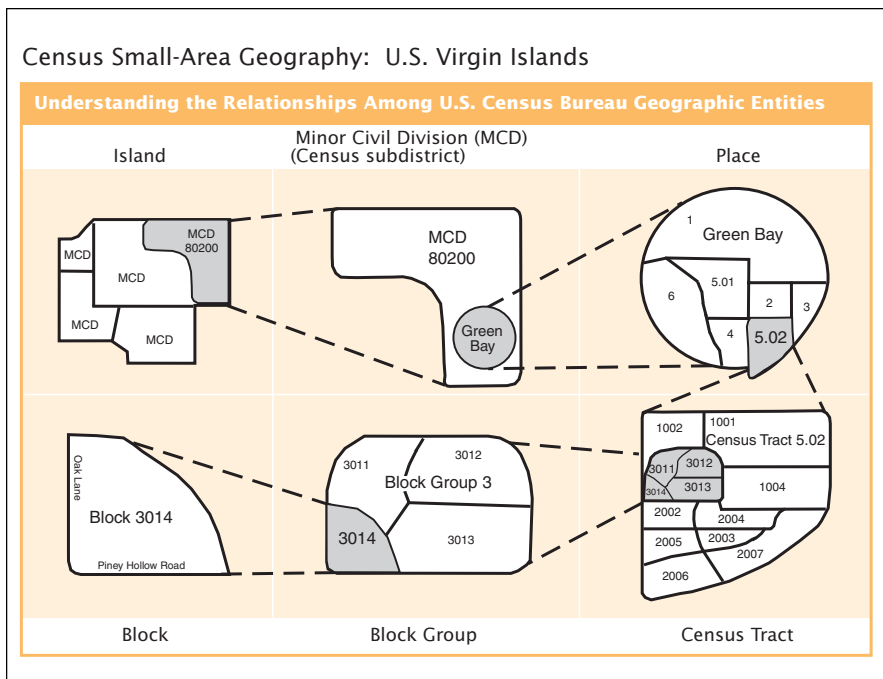 Census Small-Area Geography: U.S. Virgin Islands
Understanding the Relationships Among U.S. Census Bureau Geographic Entities
Island
Minor Civil Division (MCD)
(Census subdistrict)
Place
MCD
80200
MCD
MCD
MCD
MCD
MCD
80200
Green
Bay
1
Green Bay
5.01
6
2
3
4
5.02
Oak Lane
Block 3014
Piney Hollow Road
3011
3012
Block Group 3
3014
3013
1002
1001
Census Tract 5.02
3011
3012
3014
3013
1004
2002
2004
2005
2003
2007
2006
Block
Block Group
Census Tract